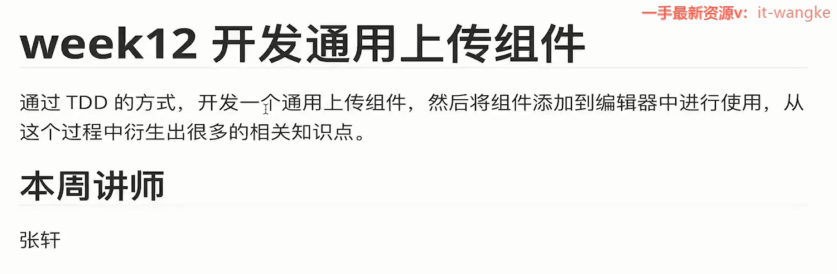 一手最新资源v：it-wangke
week12 开发通用上传组件
通过 TDD 的方式，开发一个通用上传组件，然后将组件添加到编辑器中进行使用，从
这个过程中衍生出很多的相关知识点。
本周讲师
张轩